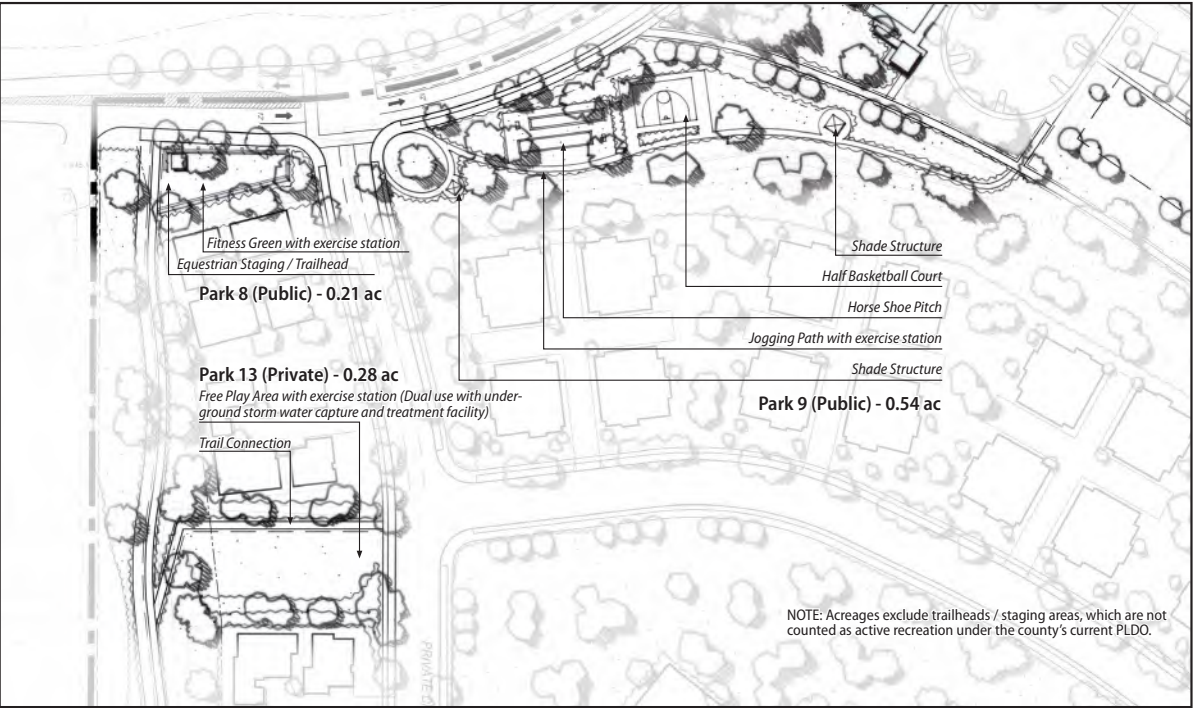 Fitness Green with exercise station
Equestrian Staging / Trailhead
Park 8 (Public) - 0.21 ac
Park 13 (Private) - 0.28 ac
Free Play Area with exercise station (Dual use with under-
ground storm water capture and treatment facility)
Trail Connection
Shade Structure
Half Basketball Court
Horse Shoe Pitch
Jogging Path with exercise station
Shade Structure
Park 9 (Public) - 0.54 ac
NOTE: Acreages exclude trailheads / staging areas, which are not
counted as active recreation under the county's current PLDO.
PRIVATE